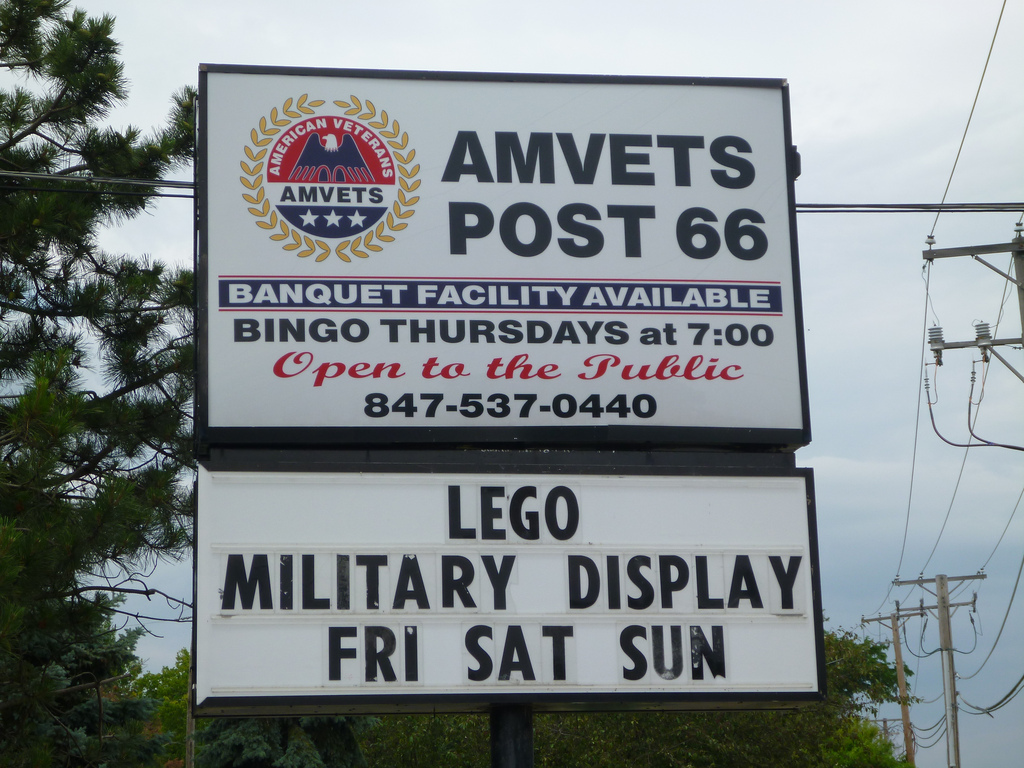 AMERICAN VETERANS
AMVETS
AMVETS
POST 66
BANQUET FACILITY AVAILABLE
BINGO THURSDAYS at 7:00
Open to the Public
847-537-0440
LEGO
MILITARY DISPLAY
FRI SAT SUN